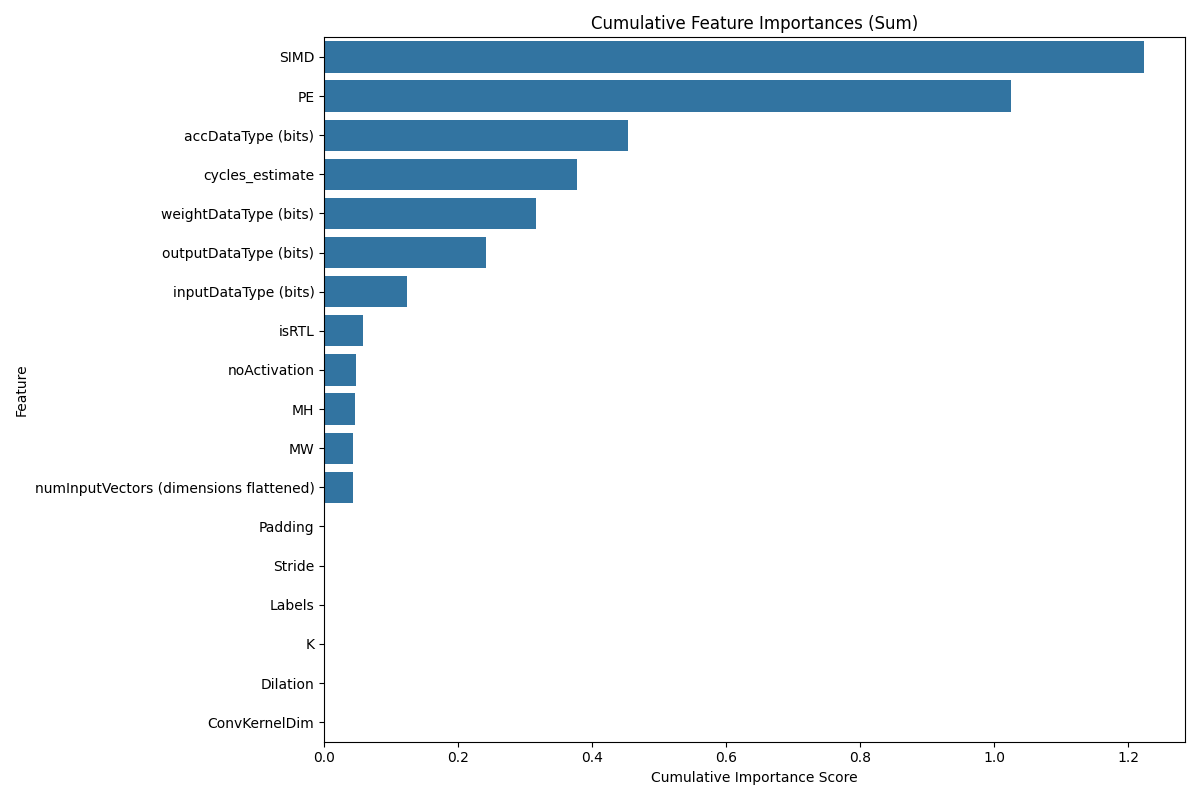 Cumulative Feature Importances (Sum)
Feature
SIMD
PE
accDataType (bits)
cycles_estimate
weightDataType (bits)
outputDataType (bits)
inputDataType (bits)
isRTL
noActivation
MH
MW
numInputVectors (dimensions flattened)
Padding
Stride
Labels
K
Dilation
ConvKernelDim
0.0 0.2 0.4 0.6 0.8 1.0 1.2
Cumulative Importance Score